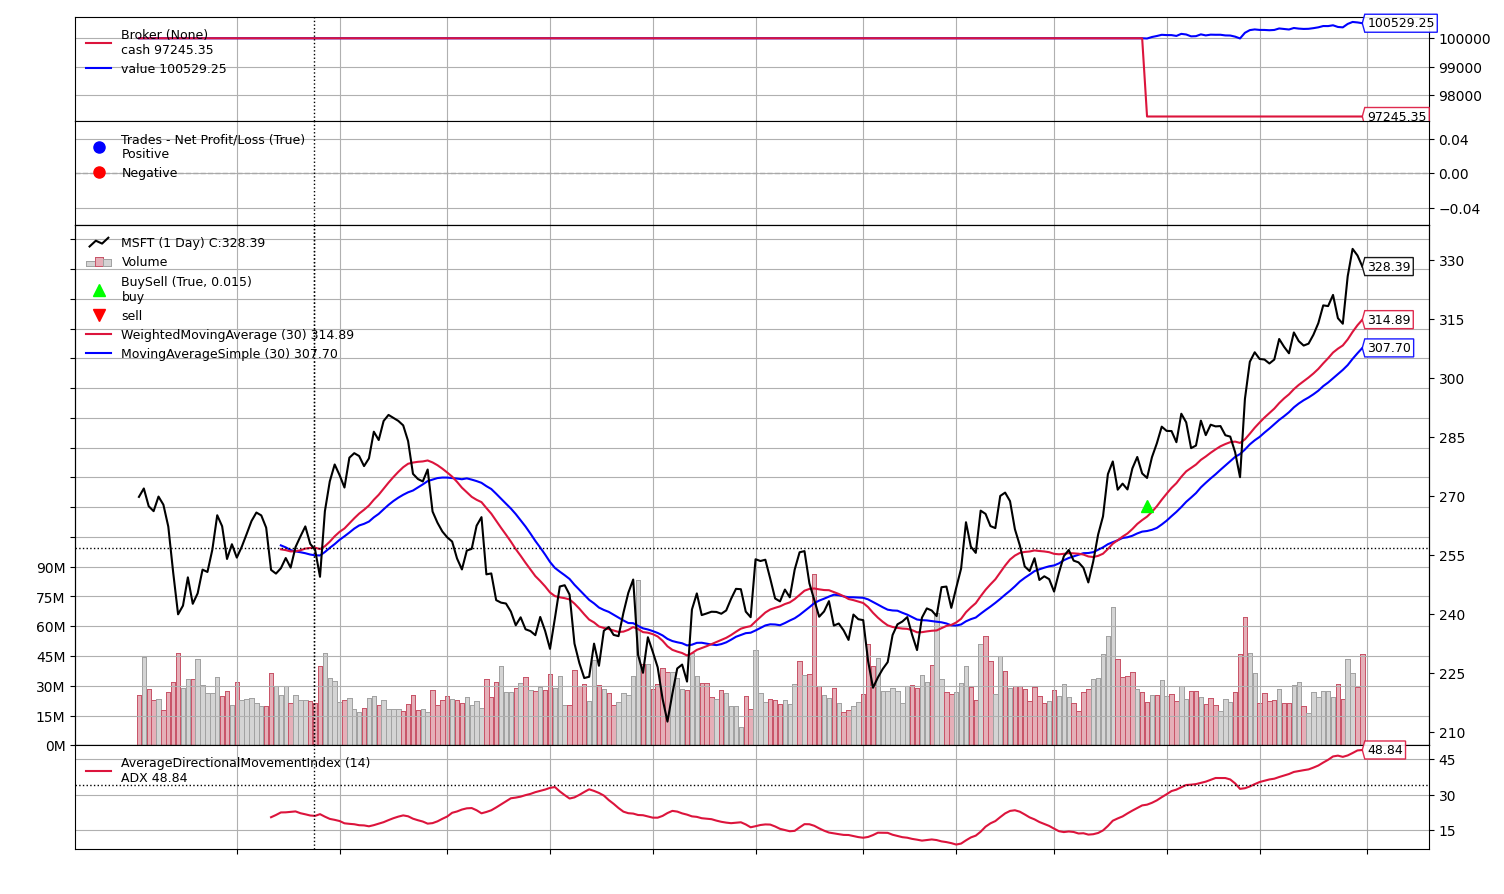 Broker (None)
cash 97245.35
value 100529.25
100529.25
100000
99000
98000
97245.35
Trades - Net Profit/Loss (True)
Positive
Negative
0.04
0.00
−0.04
MSFT (1 Day) C:328.39
Volume
BuySell (True, 0.015)
buy
sell
WeightedMovingAverage (30) 314.89
MovingAverageSimple (30) 307.70
330
328.39
315
314.89
307.70
300
285
270
255
240
225
210
90M
75M
60M
45M
30M
15M
0M
AverageDirectionalMovementIndex (14)
ADX 48.84
48.84
45
30
15